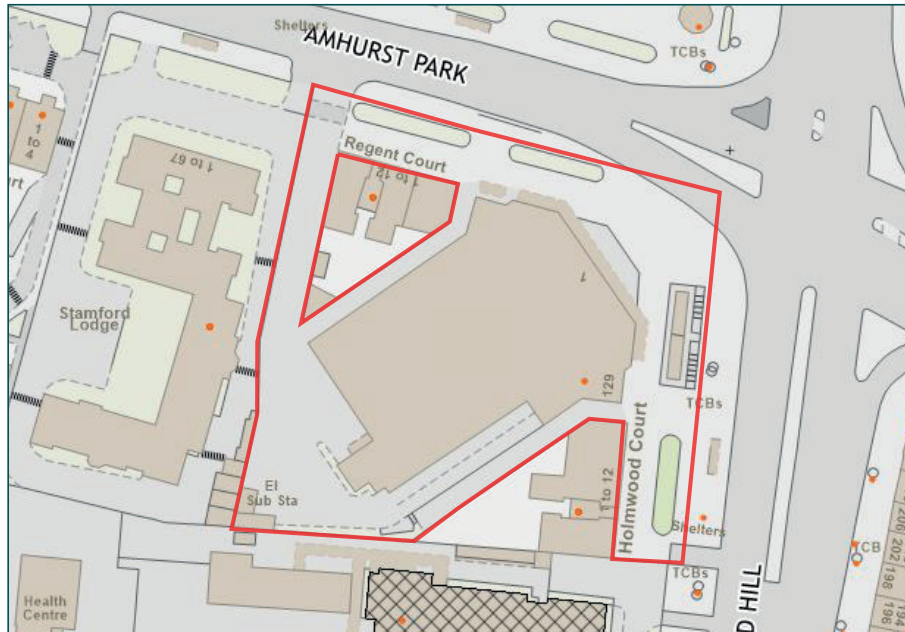 Shelters
AMHURST PARK
TCBs
1
to
4
1 to 67
rt
Regent Court
1 to 12
Stamford
Lodge
1
129
TCBs
Holmwood Court
1 to 12
El
Sub Sta
Shelters
TCBs
TCB
206
202
198
196
194
Health
Centre
D HILL